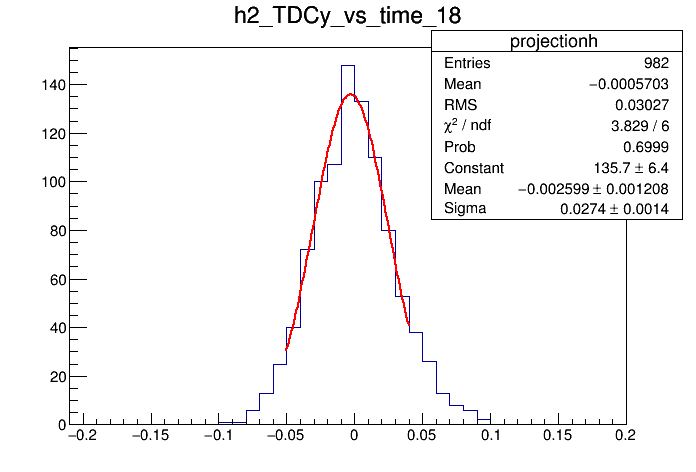 h2_TDCy_vs_time_18
projectionh
Entries 982
Mean −0.0005703
RMS 0.03027
χ² / ndf 3.829 / 6
Prob 0.6999
Constant 135.7 ± 6.4
Mean −0.002599 ± 0.001208
Sigma 0.0274 ± 0.0014
140
120
100
80
60
40
20
0
−0.2 −0.15 −0.1 −0.05 0 0.05 0.1 0.15 0.2